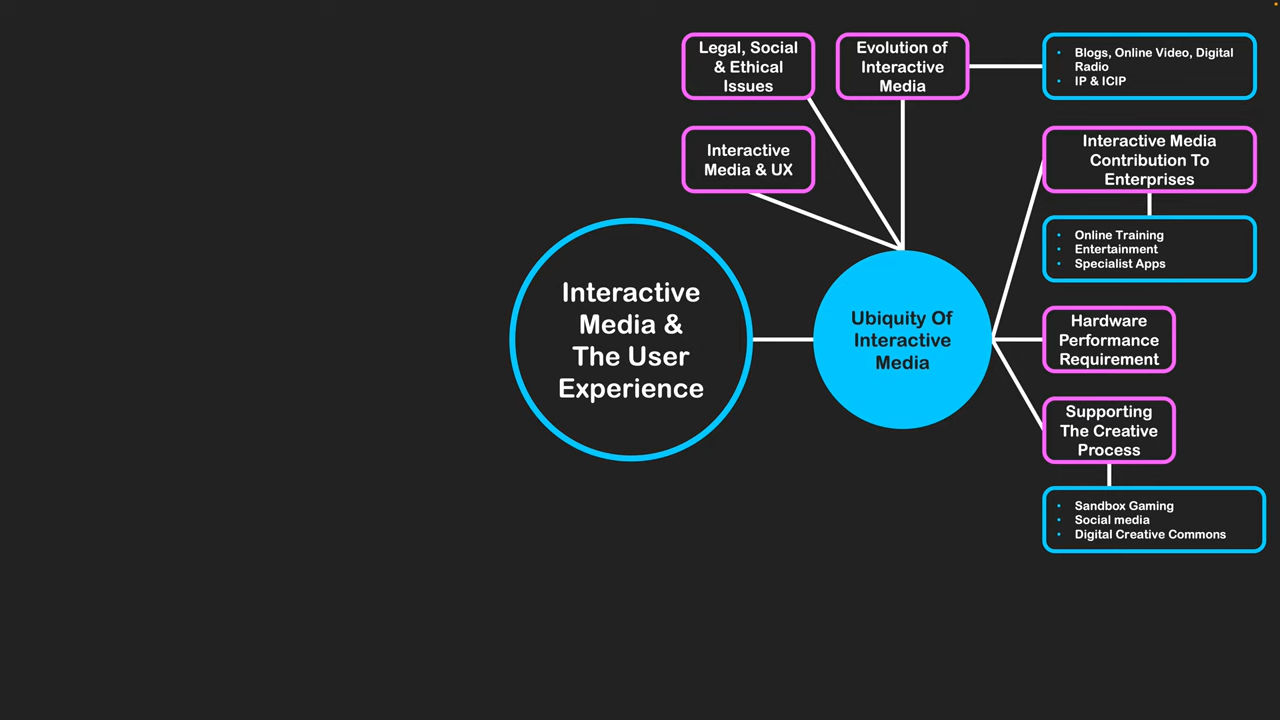 Legal, Social
& Ethical
Issues
Evolution of
Interactive
Media
• Blogs, Online Video, Digital
Radio
• IP & ICIP
Interactive
Media & UX
Interactive Media
Contribution To
Enterprises
• Online Training
• Entertainment
• Specialist Apps
Interactive
Media &
The User
Experience
Ubiquity Of
Interactive
Media
Hardware
Performance
Requirement
Supporting
The Creative
Process
• Sandbox Gaming
• Social media
• Digital Creative Commons